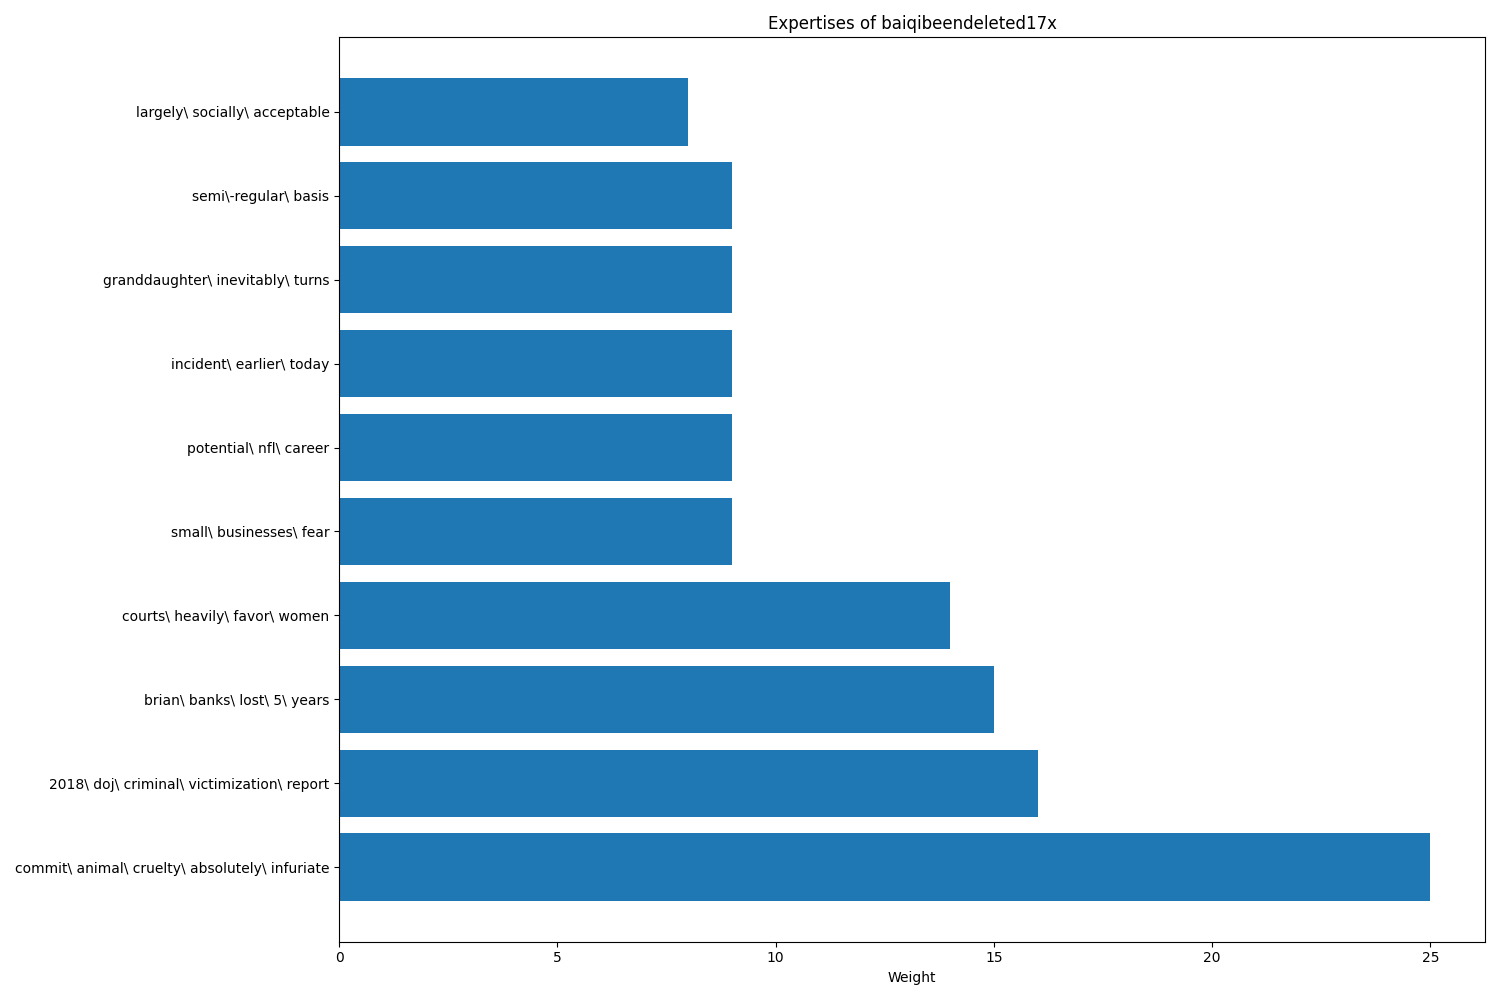 Expertises of baiqibeendeleted17x
largely\ socially\ acceptable
semi\-regular\ basis
granddaughter\ inevitably\ turns
incident\ earlier\ today
potential\ nfl\ career
small\ businesses\ fear
courts\ heavily\ favor\ women
brian\ banks\ lost\ 5\ years
2018\ doj\ criminal\ victimization\ report
commit\ animal\ cruelty\ absolutely\ infuriate
0 5 10 15 20 25
Weight